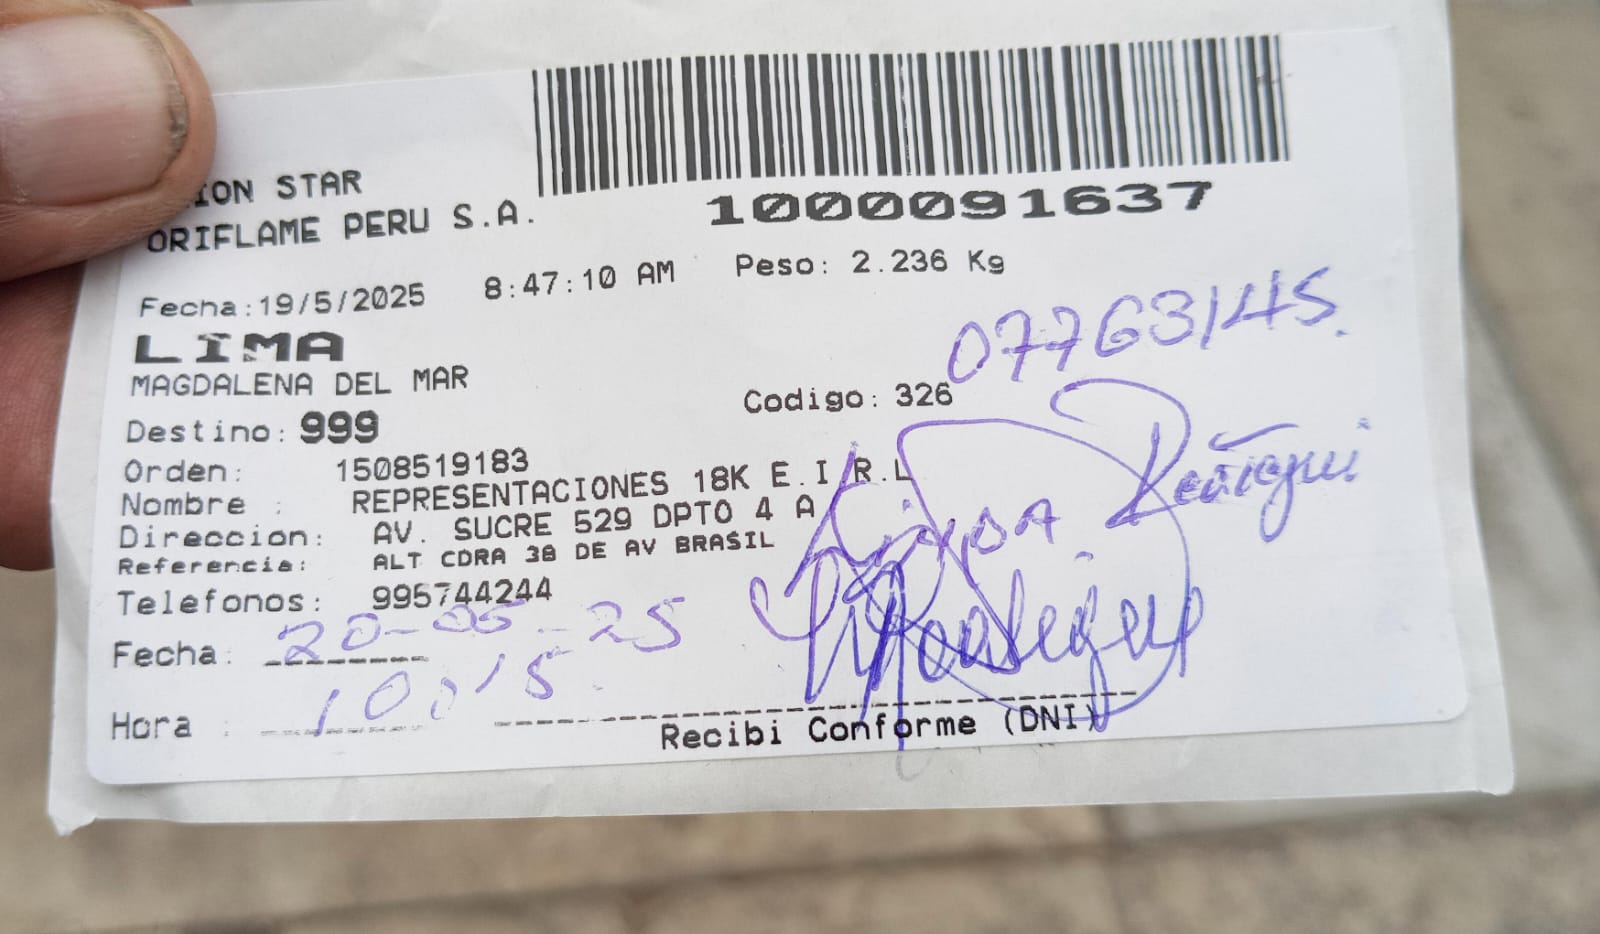 ION STAR
ORIFLAME PERU S.A.
1000091637
Fecha:19/5/2025 8:47:10 AM Peso: 2.236 Kg
07763145.
LIMA
MAGDALENA DEL MAR
Codigo: 326
Destino: 999
Orden: 1508519183
Nombre : REPRESENTACIONES 18K E.I.R.L
Direccion: AV. SUCRE 529 DPTO 4 A
Referencia: ALT CDRA 38 DE AV BRASIL
Telefonos: 995744244
Fecha: 20-05-25
Hora : 10:15
Recibi Conforme (DNI)